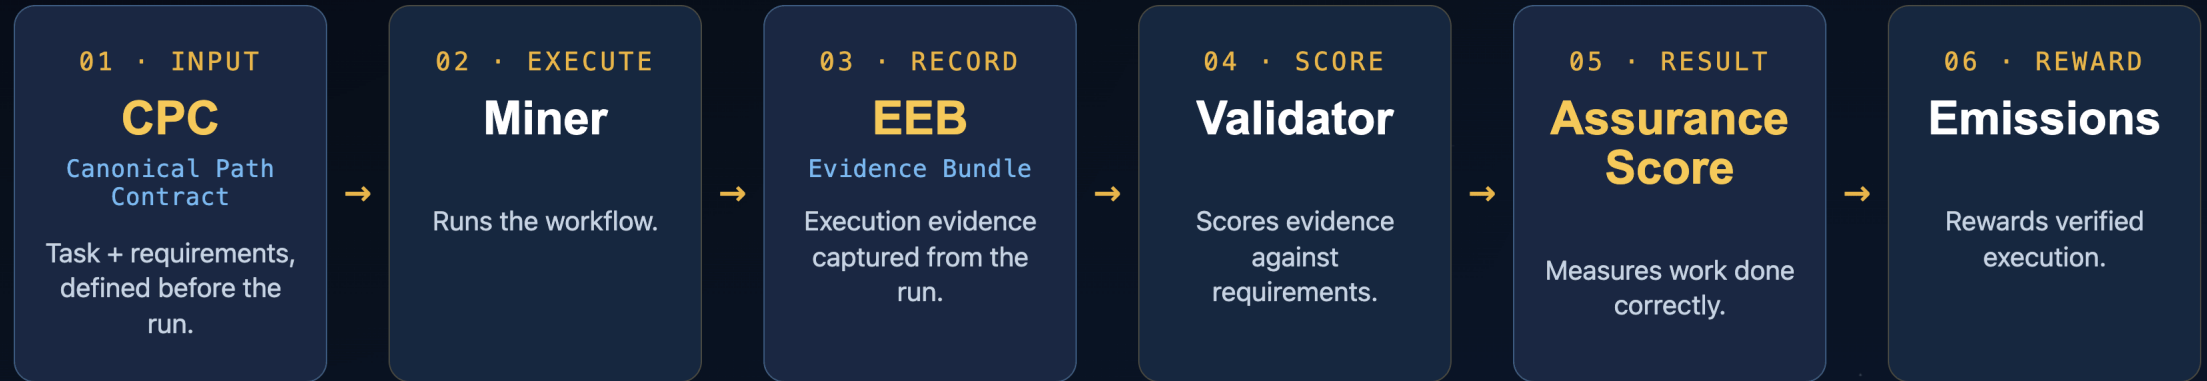 01 · INPUT
CPC
Canonical Path
Contract
Task + requirements,
defined before the
run.
→
02 · EXECUTE
Miner
Runs the workflow.
→
03 · RECORD
EEB
Evidence Bundle
Execution evidence
captured from the
run.
→
04 · SCORE
Validator
Scores evidence
against
requirements.
→
05 · RESULT
Assurance
Score
Measures work done
correctly.
→
06 · REWARD
Emissions
Rewards verified
execution.